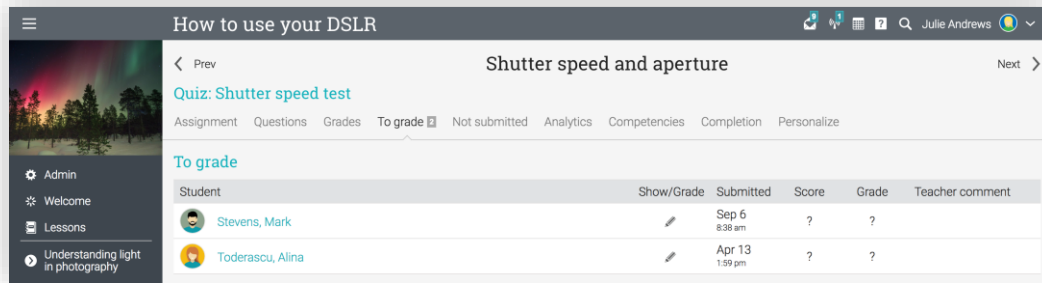 How to use your DSLR
9
1
?
Julie Andrews
Prev
Shutter speed and aperture
Next
Quiz: Shutter speed test
Assignment Questions Grades To grade 2 Not submitted Analytics Competencies Completion Personalize
To grade
Student Show/Grade Submitted Score Grade Teacher comment
Stevens, Mark Sep 6 ? ?
8:38 am
Toderascu, Alina Apr 13 ? ?
1:59 pm
Admin
Welcome
Lessons
Understanding light
in photography